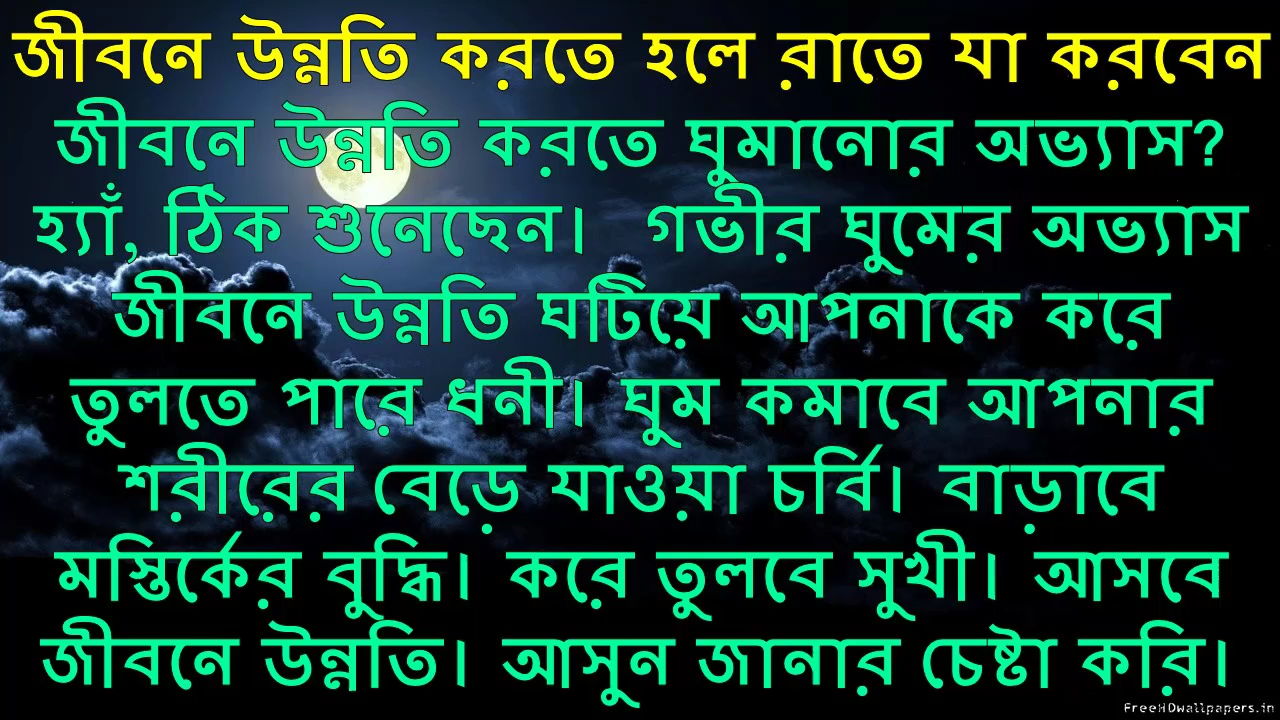 জীবনে উন্নতি করতে হলে রাতে যা করবেন
জীবনে উন্নতি করতে ঘুমানোর অভ্যাস?
হ্যাঁ, ঠিক শুনেছেন। গভীর ঘুমের অভ্যাস
জীবনে উন্নতি ঘটিয়ে আপনাকে করে
তুলতে পারে ধনী। ঘুম কমাবে আপনার
শরীরের বেড়ে যাওয়া চর্বি। বাড়াবে
মস্তির্কের বুদ্ধি। করে তুলবে সুখী। আসবে
জীবনে উন্নতি। আসুন জানার চেষ্টা করি।
FreeHDwallpapers.in